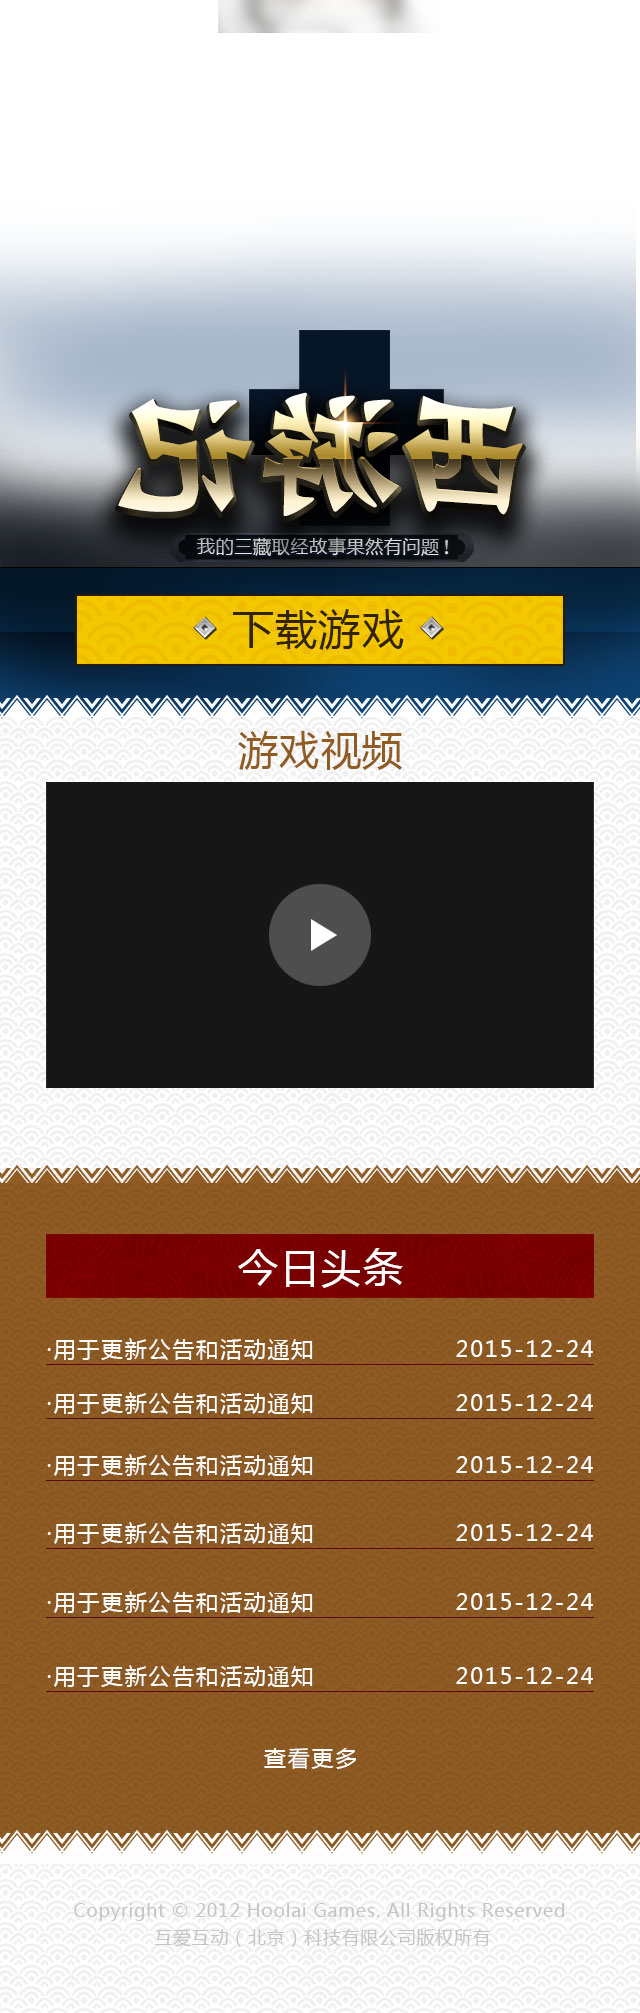 西游记
我的三藏取经故事果然有问题！
下载游戏
游戏视频
今日头条
·用于更新公告和活动通知 2015-12-24
·用于更新公告和活动通知 2015-12-24
·用于更新公告和活动通知 2015-12-24
·用于更新公告和活动通知 2015-12-24
·用于更新公告和活动通知 2015-12-24
·用于更新公告和活动通知 2015-12-24
查看更多
Copyright © 2012 Hoolai Games. All Rights Reserved
互爱互动（北京）科技有限公司版权所有